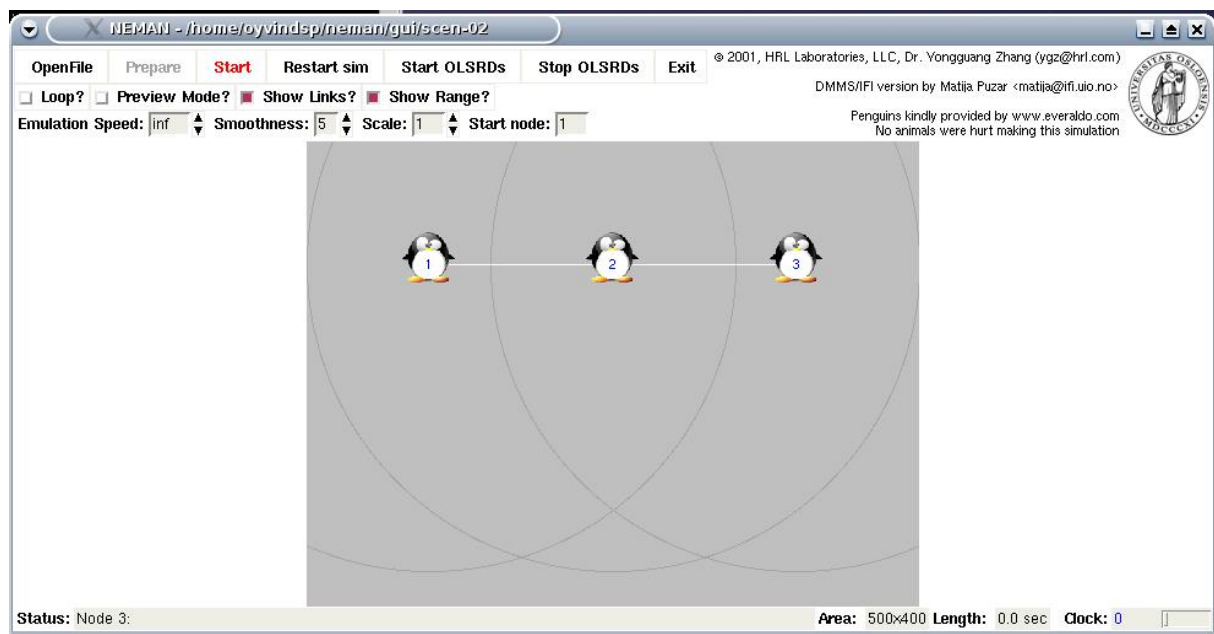 NEMAN - /home/oyvindsp/neman/gui/scen-02
OpenFile Prepare Start Restart sim Start OLSRDs Stop OLSRDs Exit
© 2001, HRL Laboratories, LLC, Dr. Yongguang Zhang (ygz@hrl.com)
DMMS/IFI version by Matija Puzar <matija@ifi.uio.no>
Loop? Preview Mode? Show Links? Show Range?
Penguins kindly provided by www.everaldo.com
No animals were hurt making this simulation
Emulation Speed: inf Smoothness: 5 Scale: 1 Start node: 1
UNIVERSITAS OSLOENSIS
MDCCCXI
1 2 3
Status: Node 3: Area: 500x400 Length: 0.0 sec Clock: 0